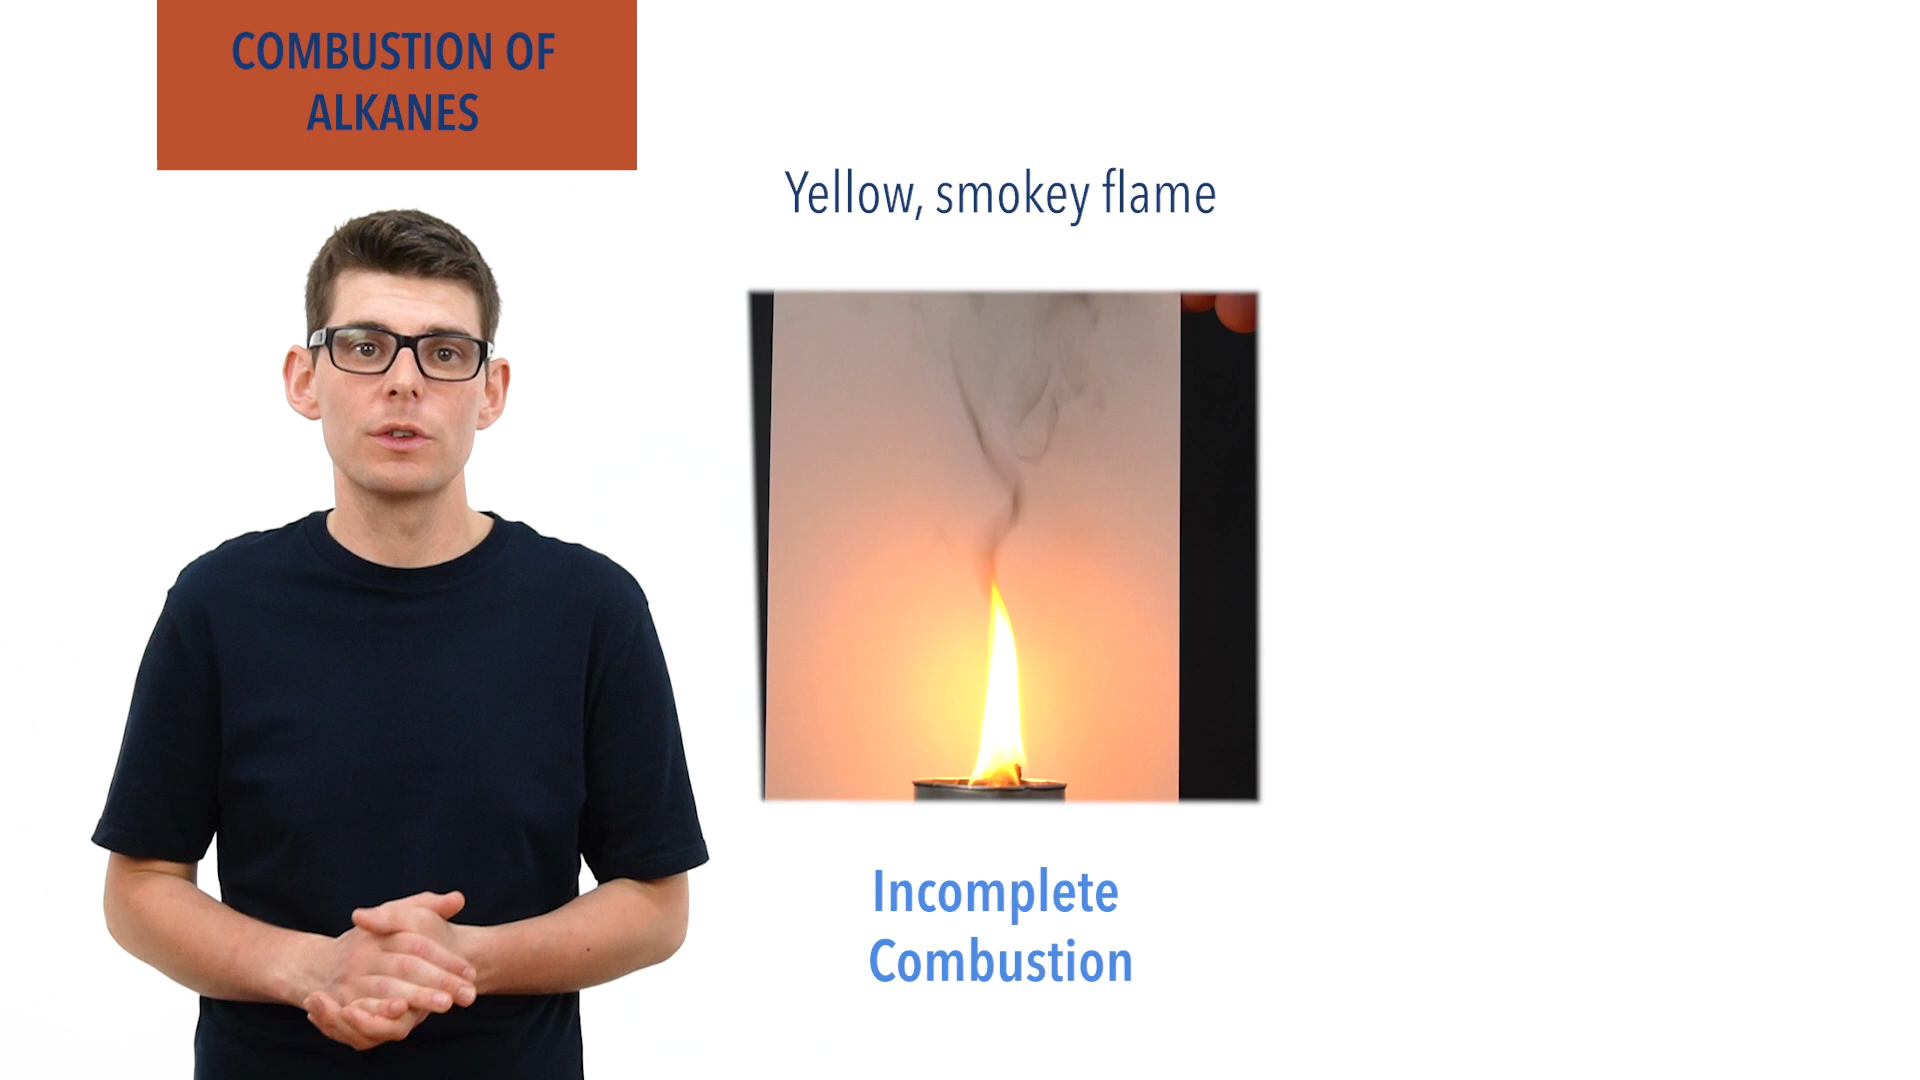 COMBUSTION OF
ALKANES
Yellow, smokey flame
Incomplete
Combustion